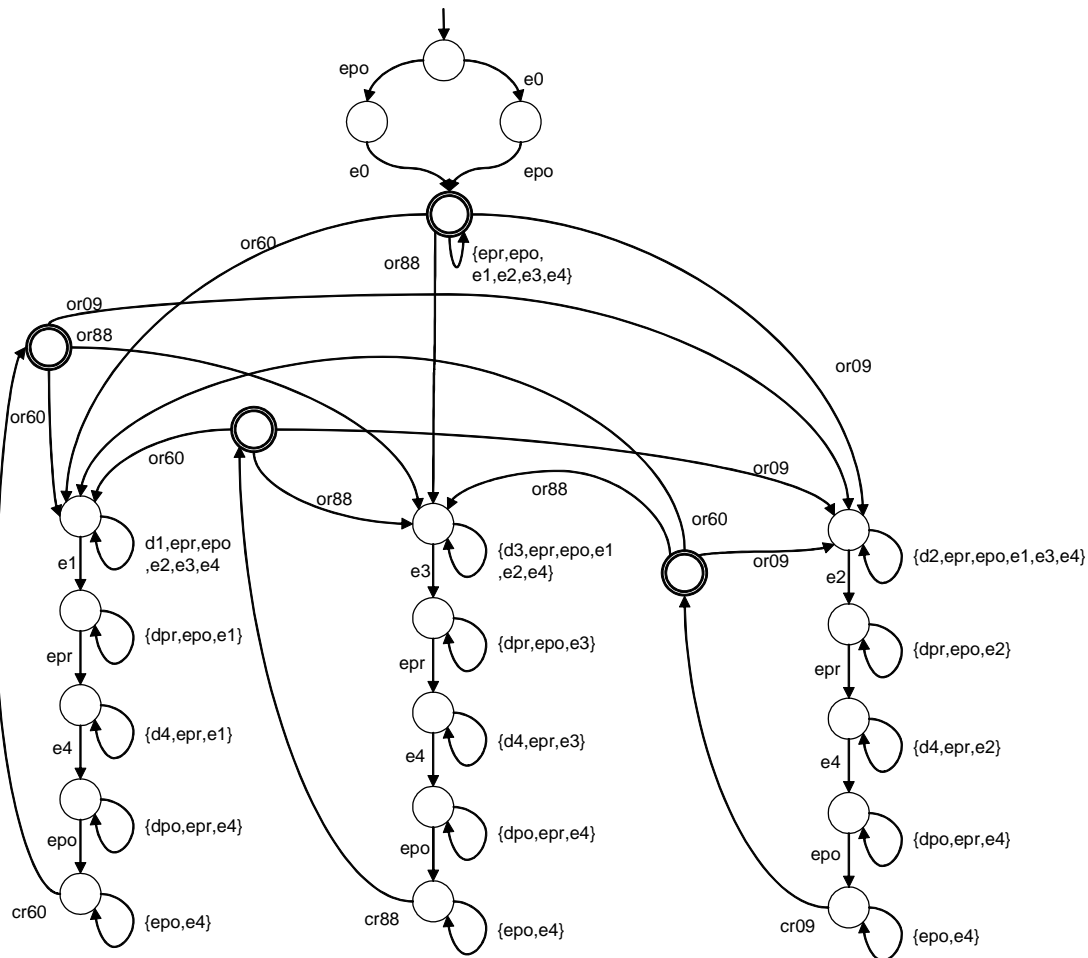 epo
e0
e0
epo
or60
or88
{epr,epo,
e1,e2,e3,e4}
or09
or88
or09
or60
or60
or88
or09
or88
or60
or09
e1
d1,epr,epo
,e2,e3,e4
e3
{d3,epr,epo,e1
,e2,e4}
e2
{d2,epr,epo,e1,e3,e4}
epr
{dpr,epo,e1}
epr
{dpr,epo,e3}
epr
{dpr,epo,e2}
e4
{d4,epr,e1}
e4
{d4,epr,e3}
e4
{d4,epr,e2}
epo
{dpo,epr,e4}
epo
{dpo,epr,e4}
epo
{dpo,epr,e4}
cr60
{epo,e4}
cr88
{epo,e4}
cr09
{epo,e4}